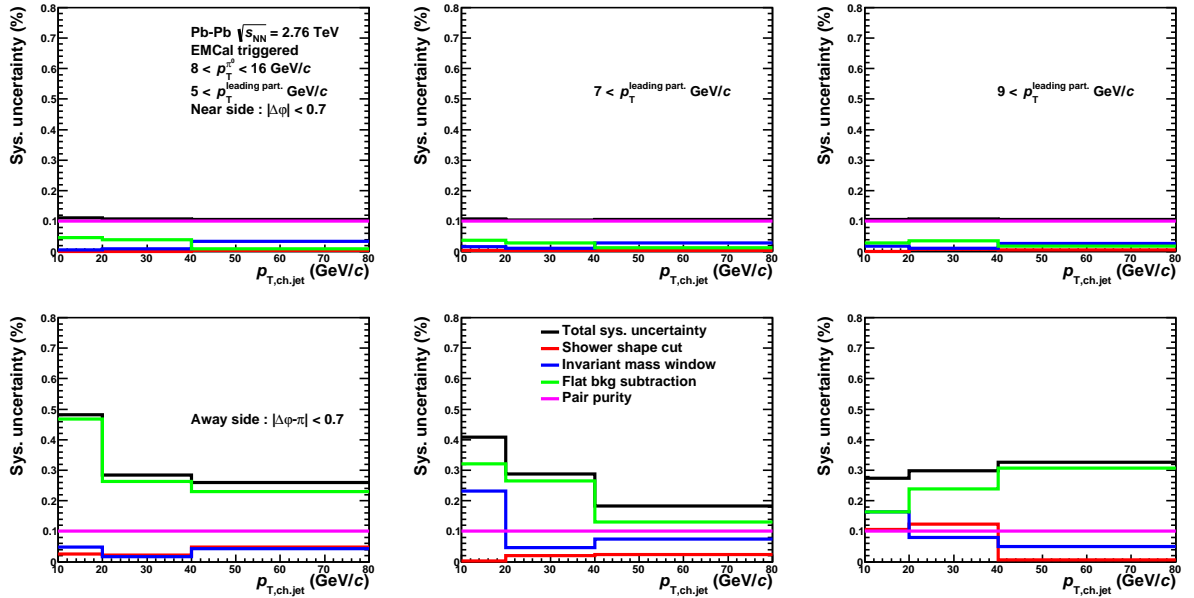 Sys. uncertainty (%)
0.8
0.7
0.6
0.5
0.4
0.3
0.2
0.1
0
Pb-Pb √sNN = 2.76 TeV
EMCal triggered
8 < pTπ0 < 16 GeV/c
5 < pTleading part. GeV/c
Near side : |Δφ| < 0.7
10 20 30 40 50 60 70 80
pT,ch.jet (GeV/c)
Sys. uncertainty (%)
0.8
0.7
0.6
0.5
0.4
0.3
0.2
0.1
0
7 < pTleading part. GeV/c
10 20 30 40 50 60 70 80
pT,ch.jet (GeV/c)
Sys. uncertainty (%)
0.8
0.7
0.6
0.5
0.4
0.3
0.2
0.1
0
9 < pTleading part. GeV/c
10 20 30 40 50 60 70 80
pT,ch.jet (GeV/c)
Sys. uncertainty (%)
0.8
0.7
0.6
0.5
0.4
0.3
0.2
0.1
0
Away side : |Δφ-π| < 0.7
10 20 30 40 50 60 70 80
pT,ch.jet (GeV/c)
Sys. uncertainty (%)
0.8
0.7
0.6
0.5
0.4
0.3
0.2
0.1
0
Total sys. uncertainty
Shower shape cut
Invariant mass window
Flat bkg subtraction
Pair purity
10 20 30 40 50 60 70 80
pT,ch.jet (GeV/c)
Sys. uncertainty (%)
0.8
0.7
0.6
0.5
0.4
0.3
0.2
0.1
0
10 20 30 40 50 60 70 80
pT,ch.jet (GeV/c)